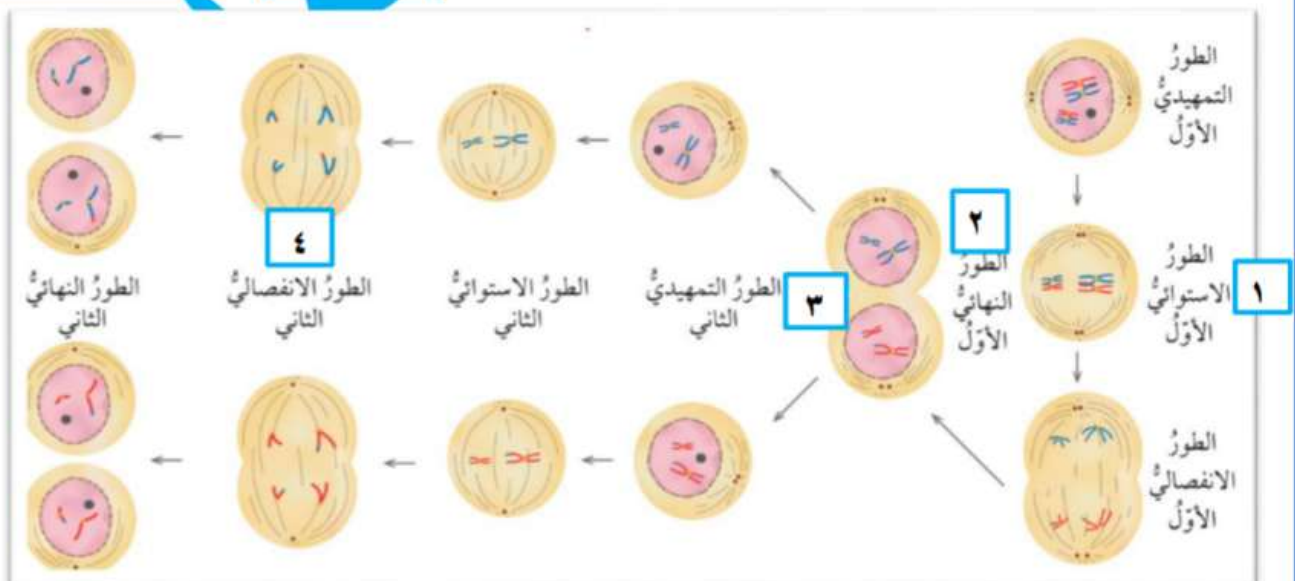 الطورُ
التمهيديُّ
الأوّلُ
١
الطورُ
الاستوائيُّ
الأوّلُ
الطورُ
الانفصاليُّ
الأوّلُ
٢
الطورُ
النهائيُّ
الأوّلُ
٣
الطورُ التمهيديُّ
الثاني
الطورُ الاستوائيُّ
الثاني
٤
الطورُ الانفصاليُّ
الثاني
الطورُ النهائيُّ
الثاني